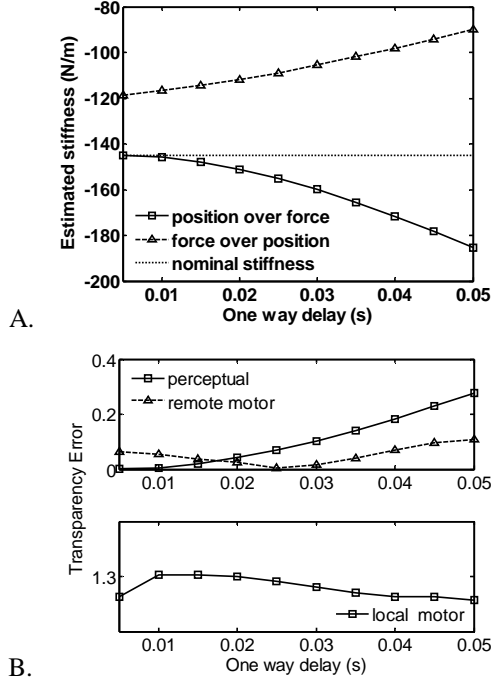 -80
-100
-120
-140
-160
-180
-200
Estimated stiffness (N/m)
position over force
force over position
nominal stiffness
0.01 0.02 0.03 0.04 0.05
One way delay (s)
A.
0.4
0.2
0
perceptual
remote motor
0.01 0.02 0.03 0.04 0.05
Transparency Error
1.3
local motor
0.01 0.02 0.03 0.04 0.05
One way delay (s)
B.